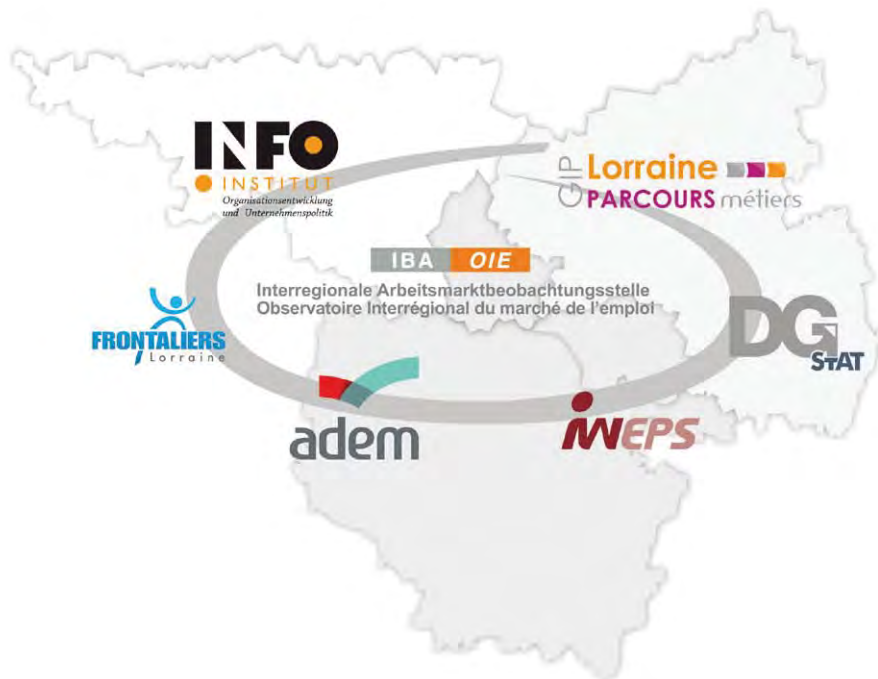 INFO
INSTITUT
Organisationsentwicklung
und Unternehmenspolitik
GIP Lorraine
PARCOURS métiers
IBA OIE
Interregionale Arbeitsmarktbeobachtungsstelle
Observatoire Interrégional du marché de l'emploi
FRONTALIERS
Lorraine
DG
STAT
adem
IWEPS